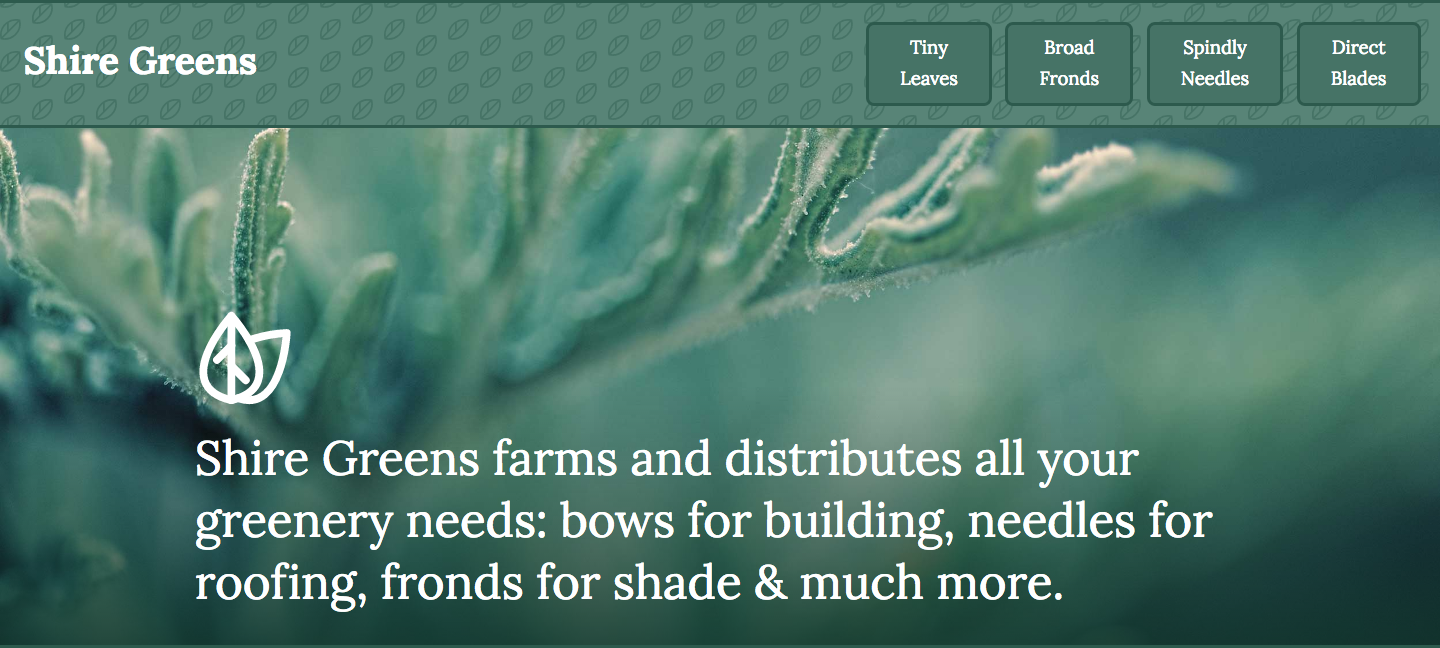 Shire Greens
Tiny
Leaves
Broad
Fronds
Spindly
Needles
Direct
Blades
Shire Greens farms and distributes all your
greenery needs: bows for building, needles for
roofing, fronds for shade & much more.